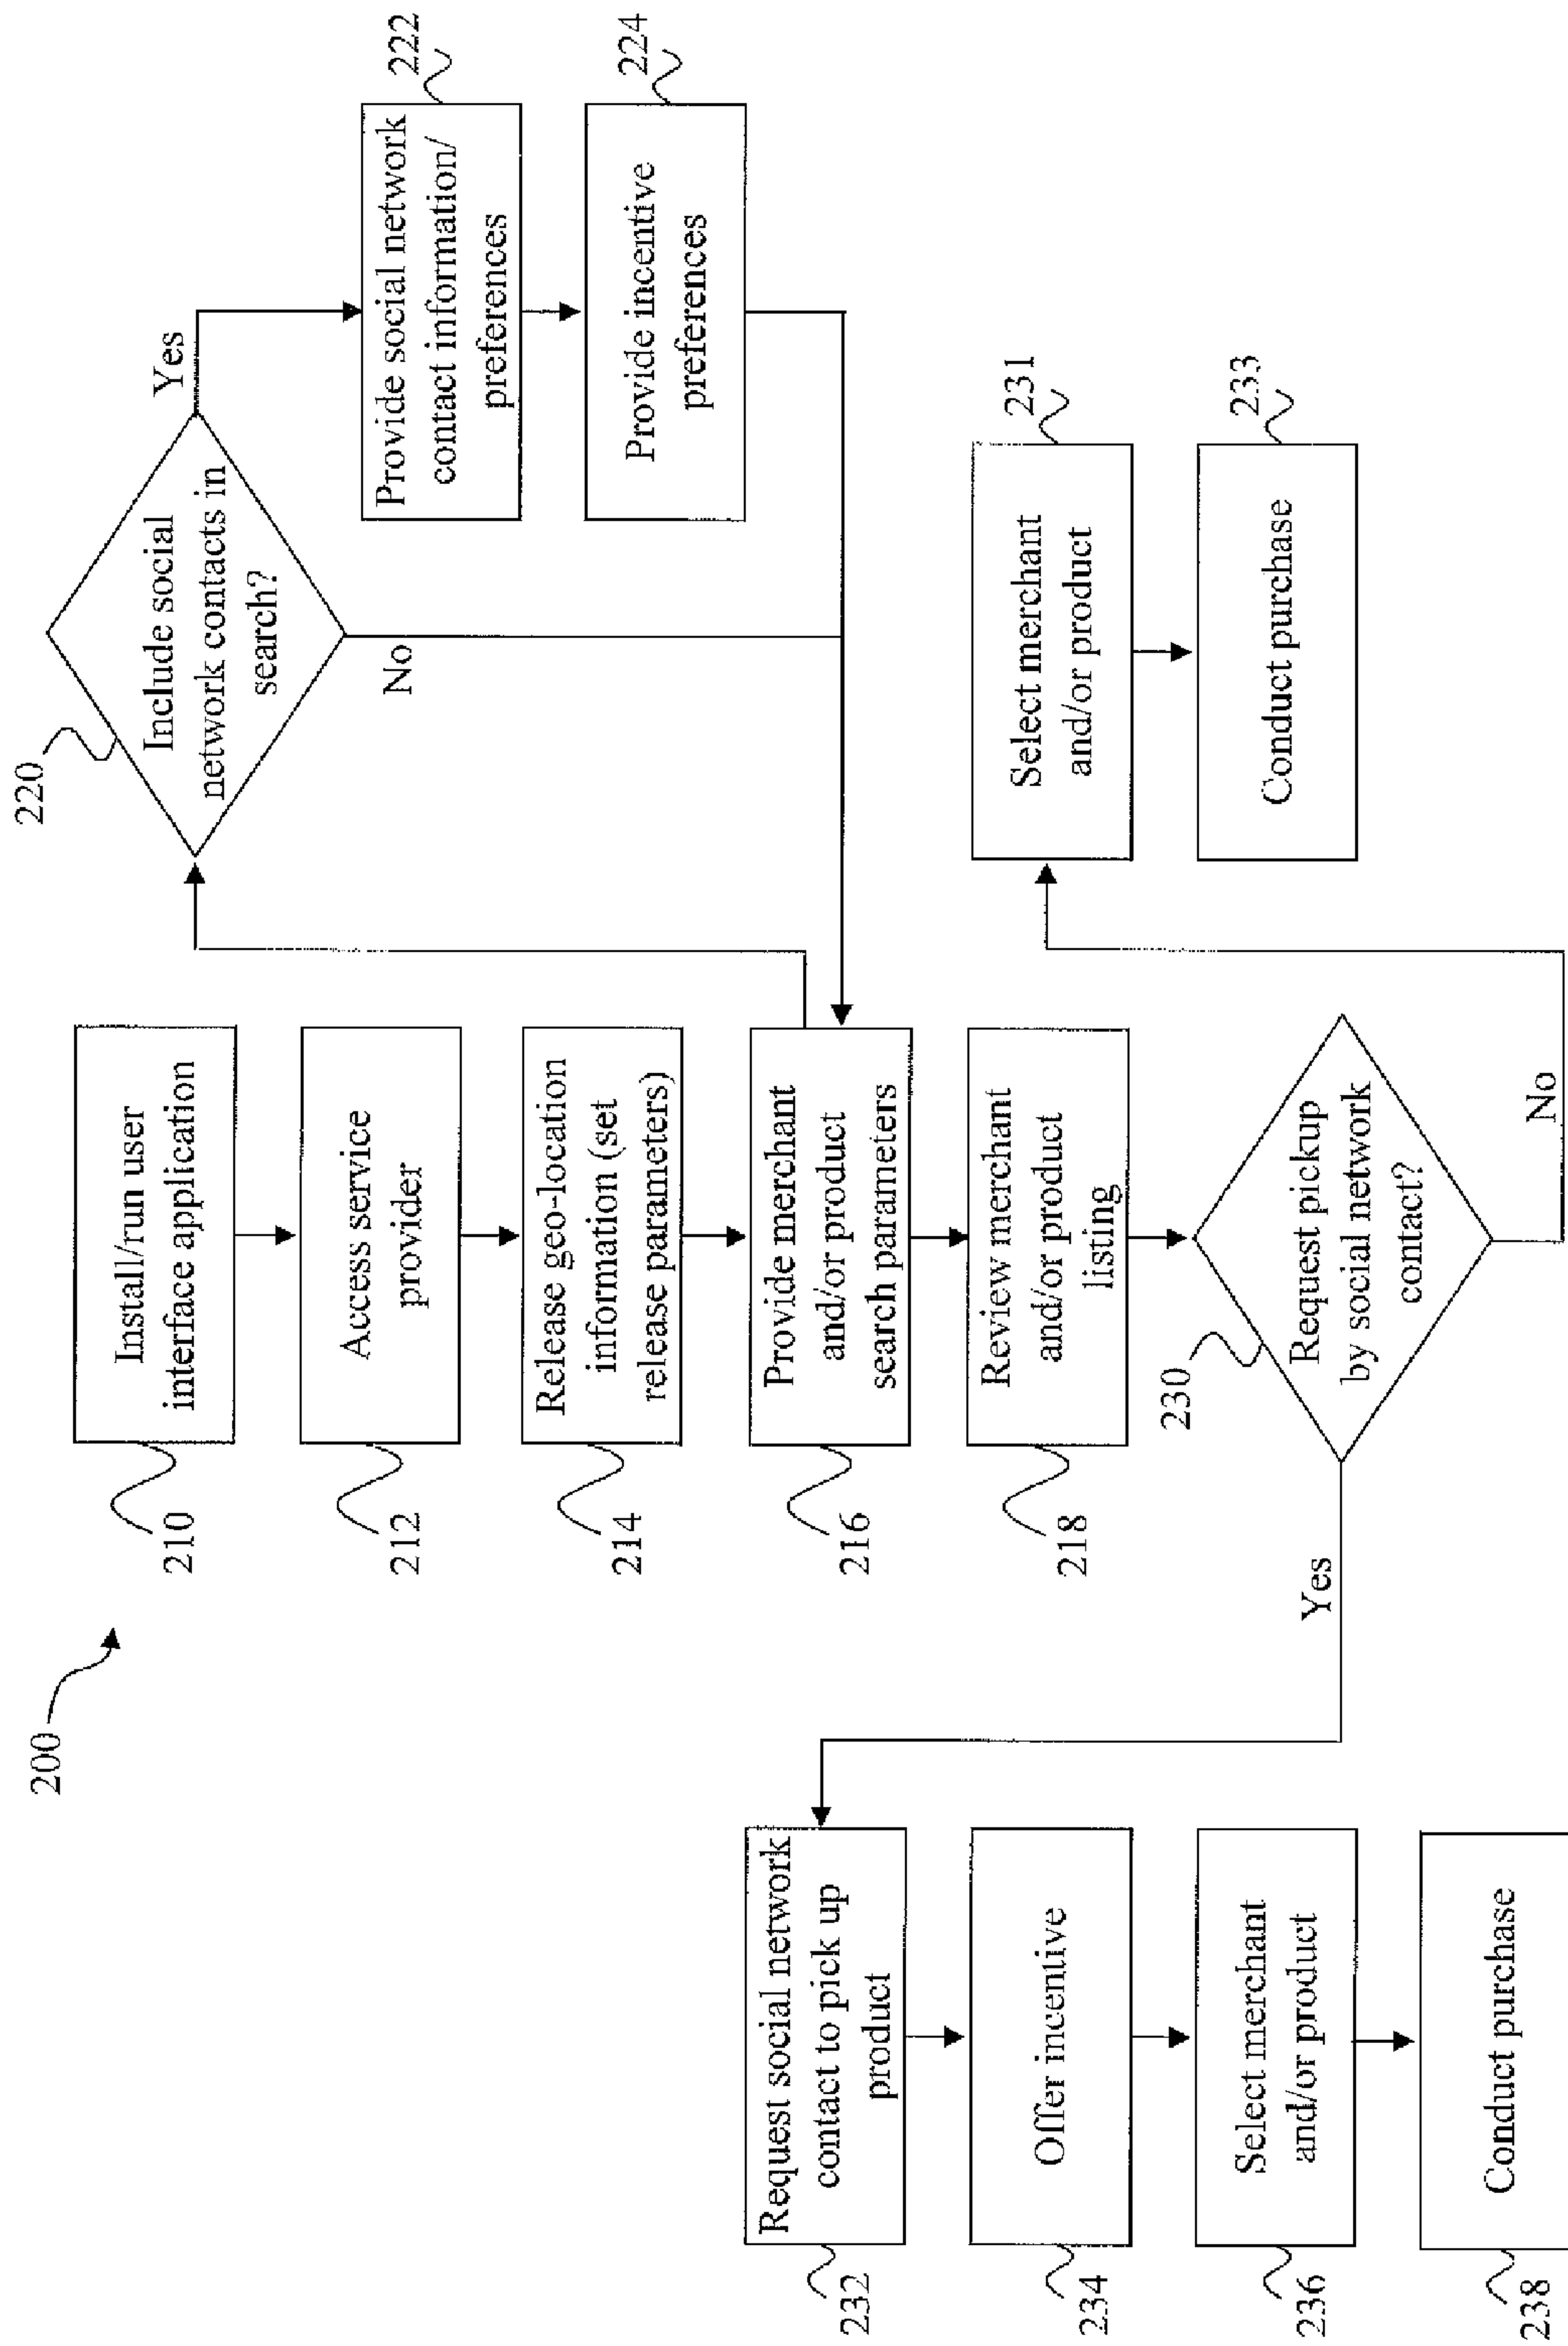 200
210
Install/run user
interface application
212
Access service
provider
214
Release geo-location
information (set
release parameters)
216
Provide merchant
and/or product
search parameters
218
Review merchant
and/or product
listing
220
Include social
network contacts in
search?
Yes
No
222
Provide social network
contact information/
preferences
224
Provide incentive
preferences
230
Request pickup
by social network
contact?
Yes
No
231
Select merchant
and/or product
233
Conduct purchase
232
Request social network
contact to pick up
product
234
Offer incentive
236
Select merchant
and/or product
238
Conduct purchase